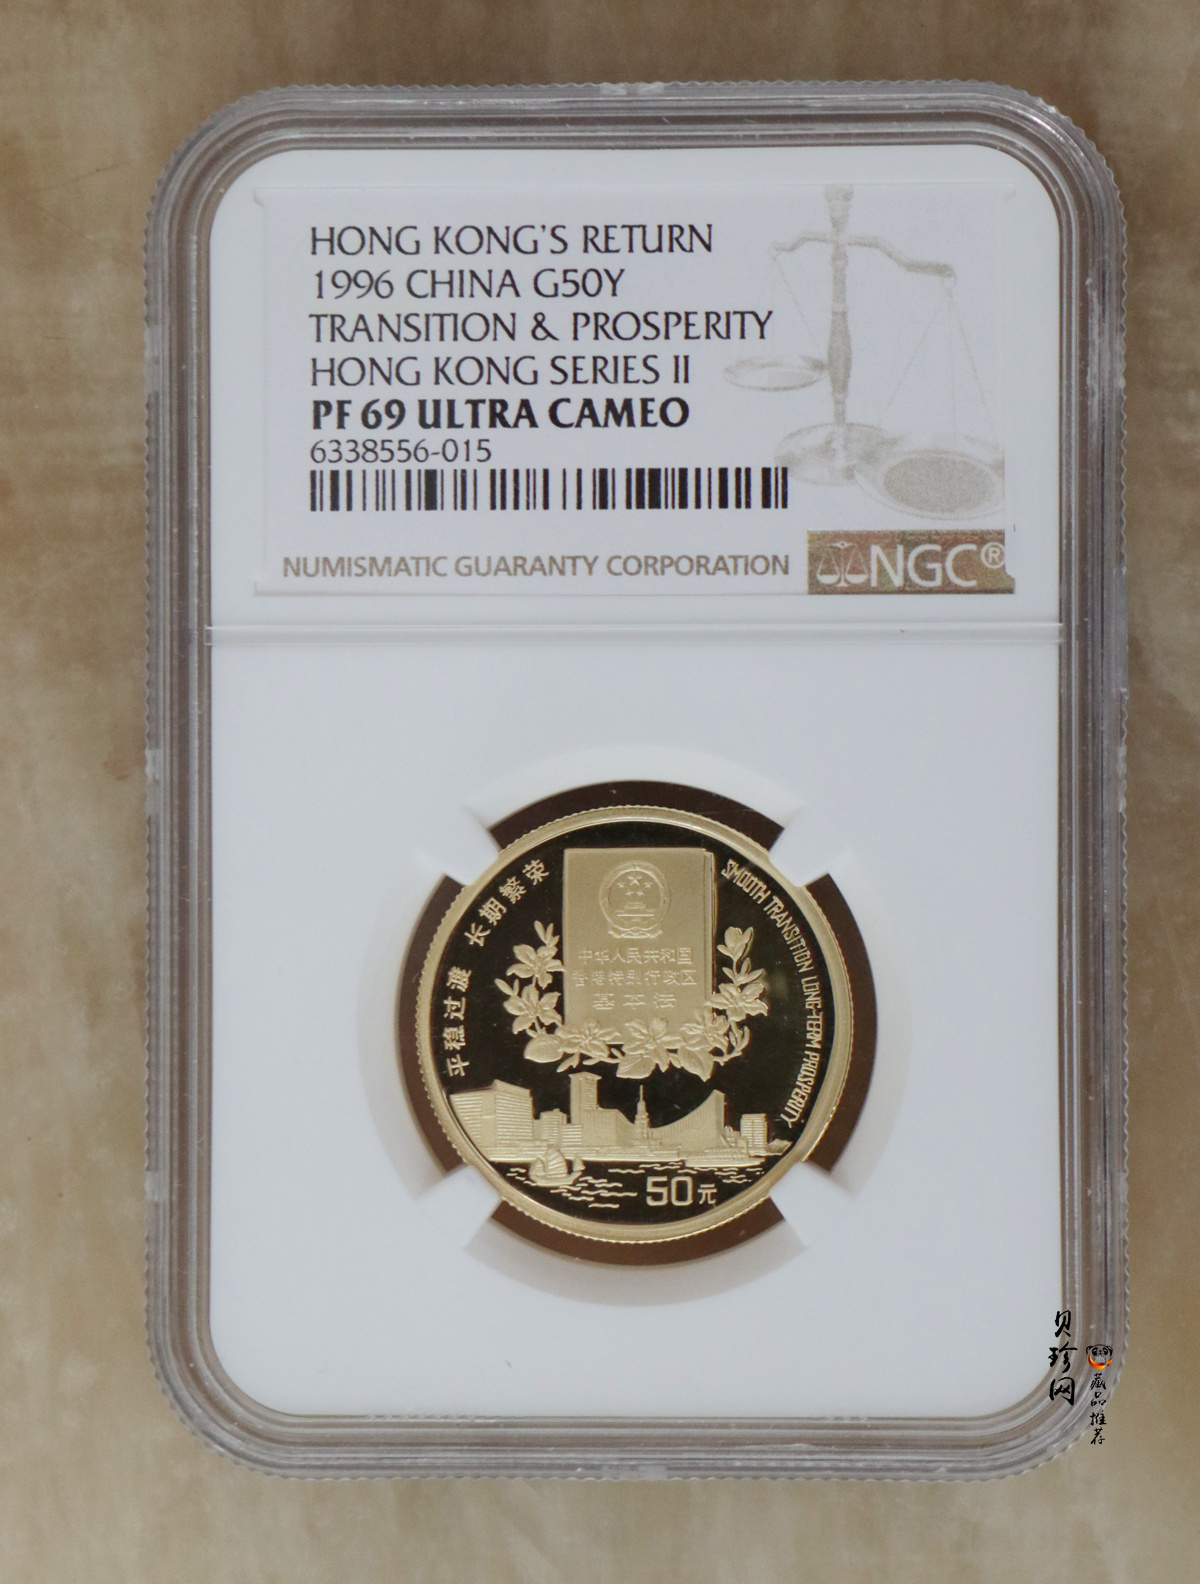 HONG KONG'S RETURN
1996 CHINA G50Y
TRANSITION & PROSPERITY
HONG KONG SERIES II
PF 69 ULTRA CAMEO
6338556-015
NUMISMATIC GUARANTY CORPORATION
NGC®
平稳过渡 长期繁荣
SMOOTH TRANSITION LONG-TERM PROSPERITY
中华人民共和国
香港特别行政区
基本法
50元
贝珍网
藏品推荐